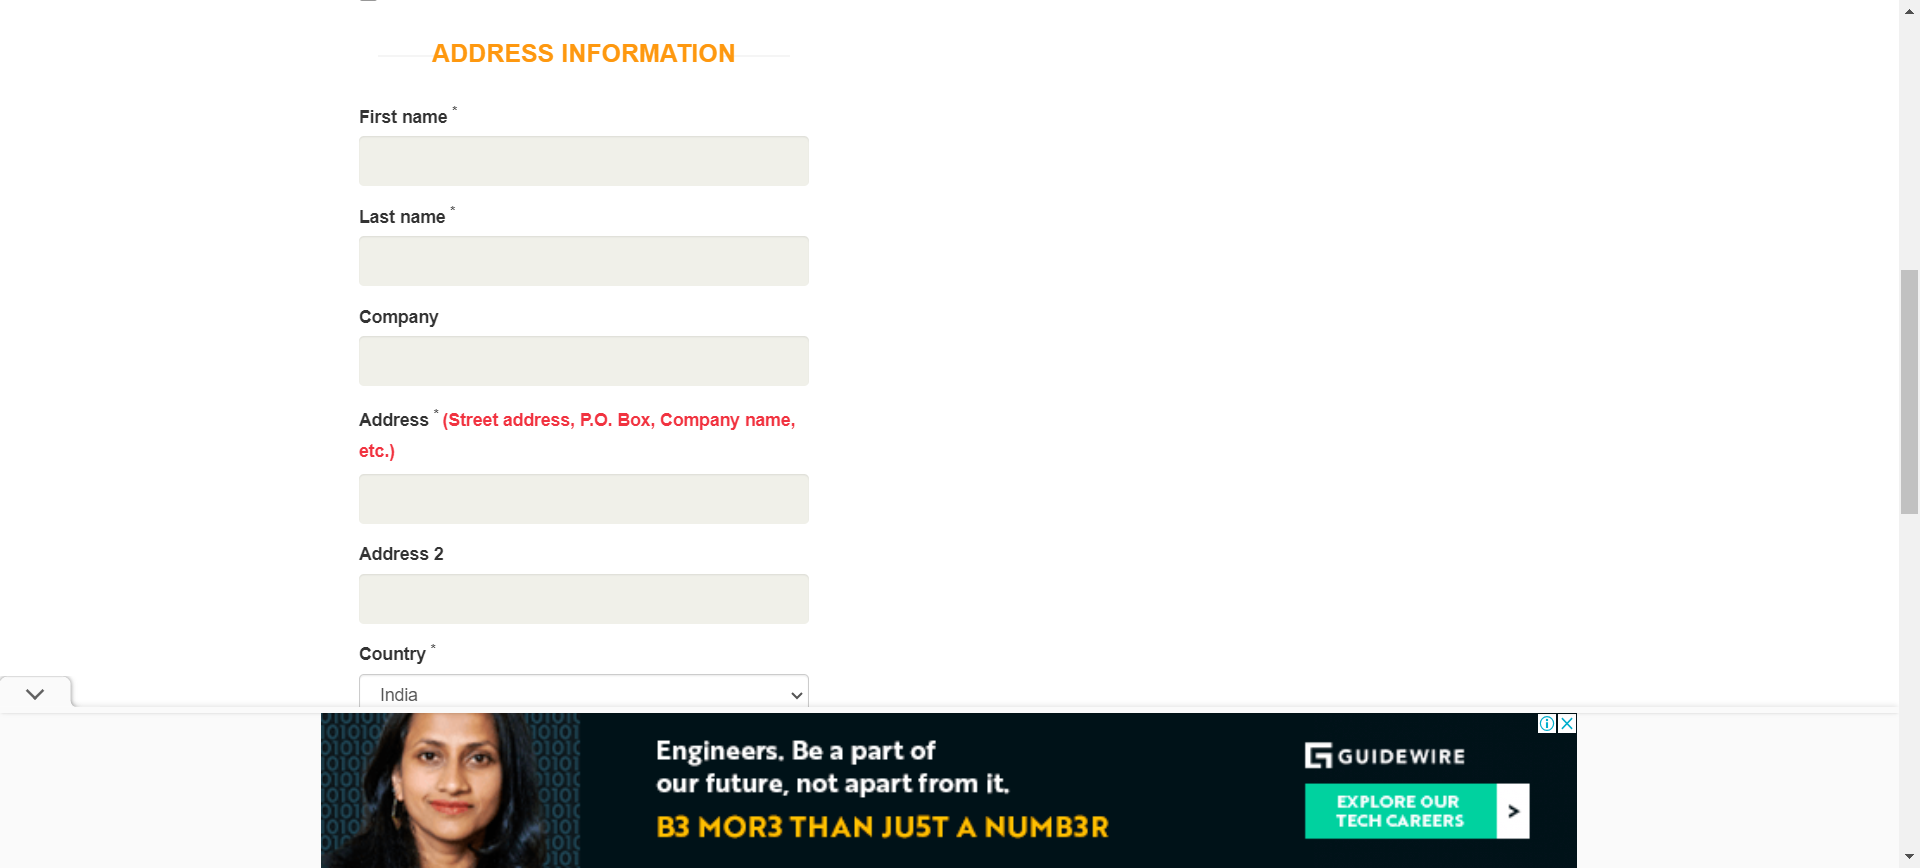 ADDRESS INFORMATION
First name *
Last name *
Company
Address * (Street address, P.O. Box, Company name,
etc.)
Address 2
Country *
India
Engineers. Be a part of
our future, not apart from it.
B3 MOR3 THAN JU5T A NUMB3R
GUIDEWIRE
EXPLORE OUR
TECH CAREERS
>